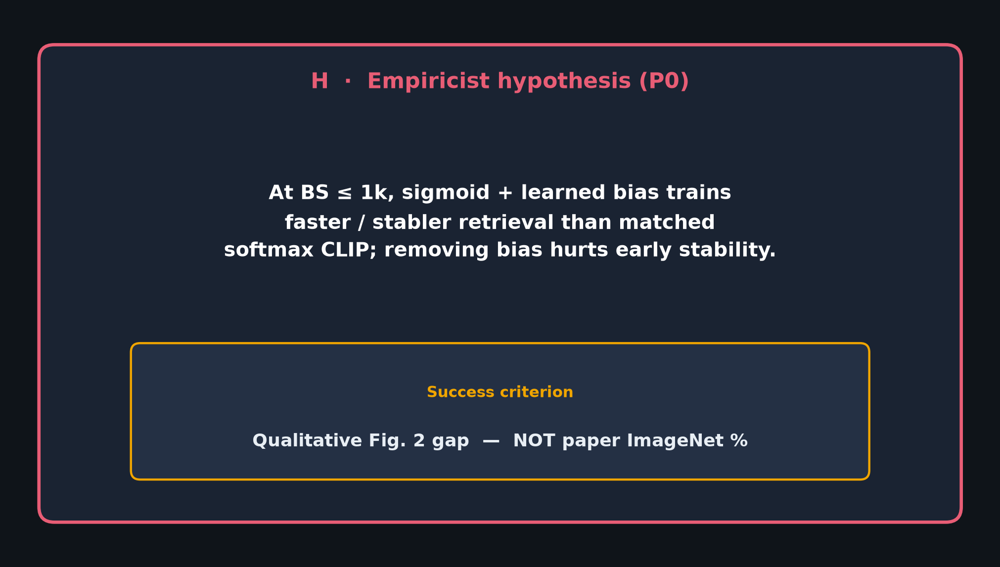 H · Empiricist hypothesis (P0)
At BS ≤ 1k, sigmoid + learned bias trains
faster / stabler retrieval than matched
softmax CLIP; removing bias hurts early stability.
Success criterion
Qualitative Fig. 2 gap — NOT paper ImageNet %